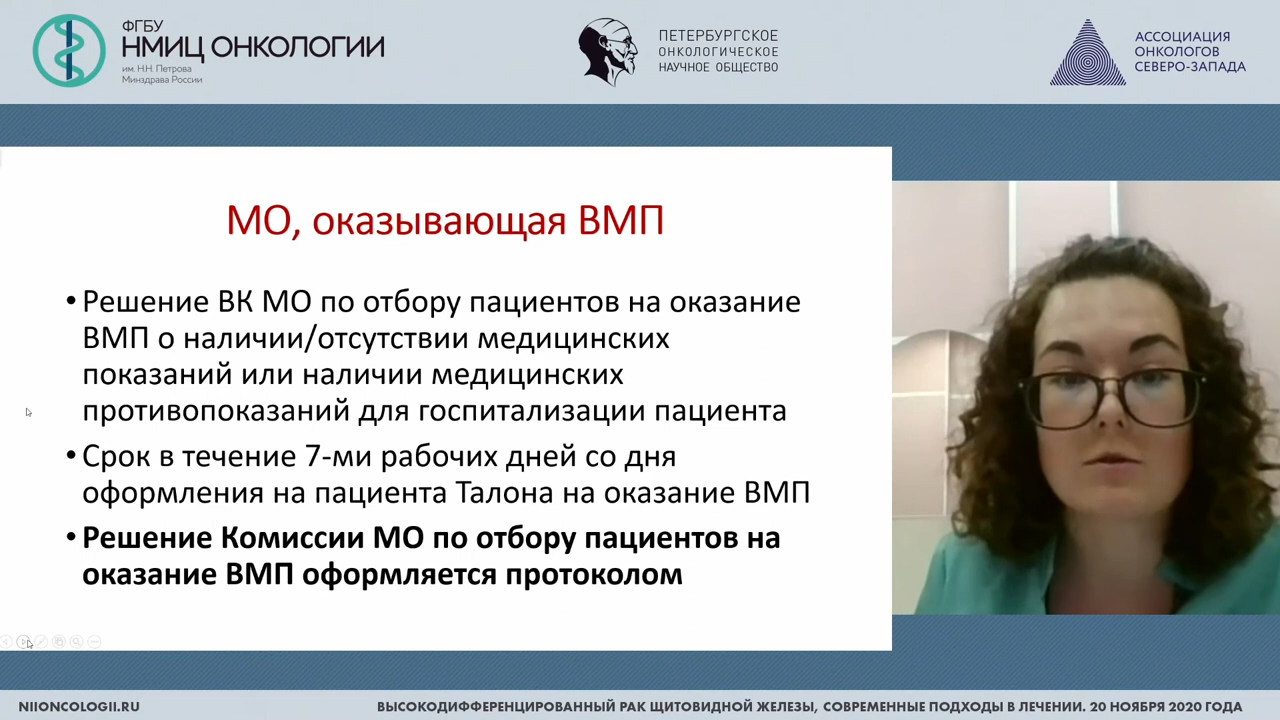 ФГБУ
НМИЦ ОНКОЛОГИИ
им. Н.Н. Петрова
Минздрава России
ПЕТЕРБУРГСКОЕ
ОНКОЛОГИЧЕСКОЕ
НАУЧНОЕ ОБЩЕСТВО
АССОЦИАЦИЯ
ОНКОЛОГОВ
СЕВЕРО-ЗАПАДА
МО, оказывающая ВМП
• Решение ВК МО по отбору пациентов на оказание
ВМП о наличии/отсутствии медицинских
показаний или наличии медицинских
противопоказаний для госпитализации пациента
• Срок в течение 7-ми рабочих дней со дня
оформления на пациента Талона на оказание ВМП
• Решение Комиссии МО по отбору пациентов на
оказание ВМП оформляется протоколом
NIIONCOLOGII.RU
ВЫСОКОДИФФЕРЕНЦИРОВАННЫЙ РАК ЩИТОВИДНОЙ ЖЕЛЕЗЫ, СОВРЕМЕННЫЕ ПОДХОДЫ В ЛЕЧЕНИИ. 20 НОЯБРЯ 2020 ГОДА